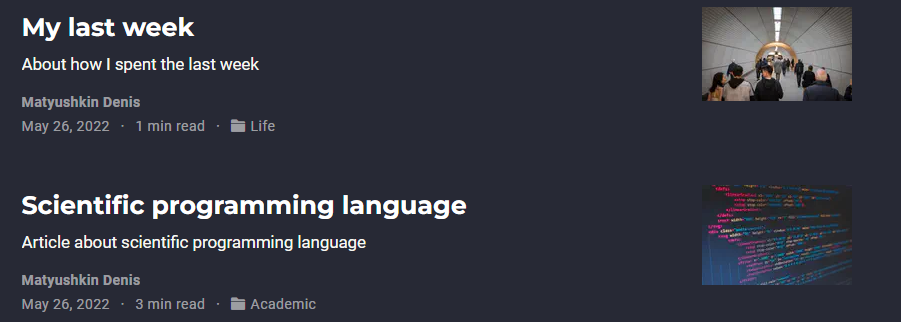 My last week
About how I spent the last week
Matyushkin Denis
May 26, 2022 · 1 min read · Life
Scientific programming language
Article about scientific programming language
Matyushkin Denis
May 26, 2022 · 3 min read · Academic